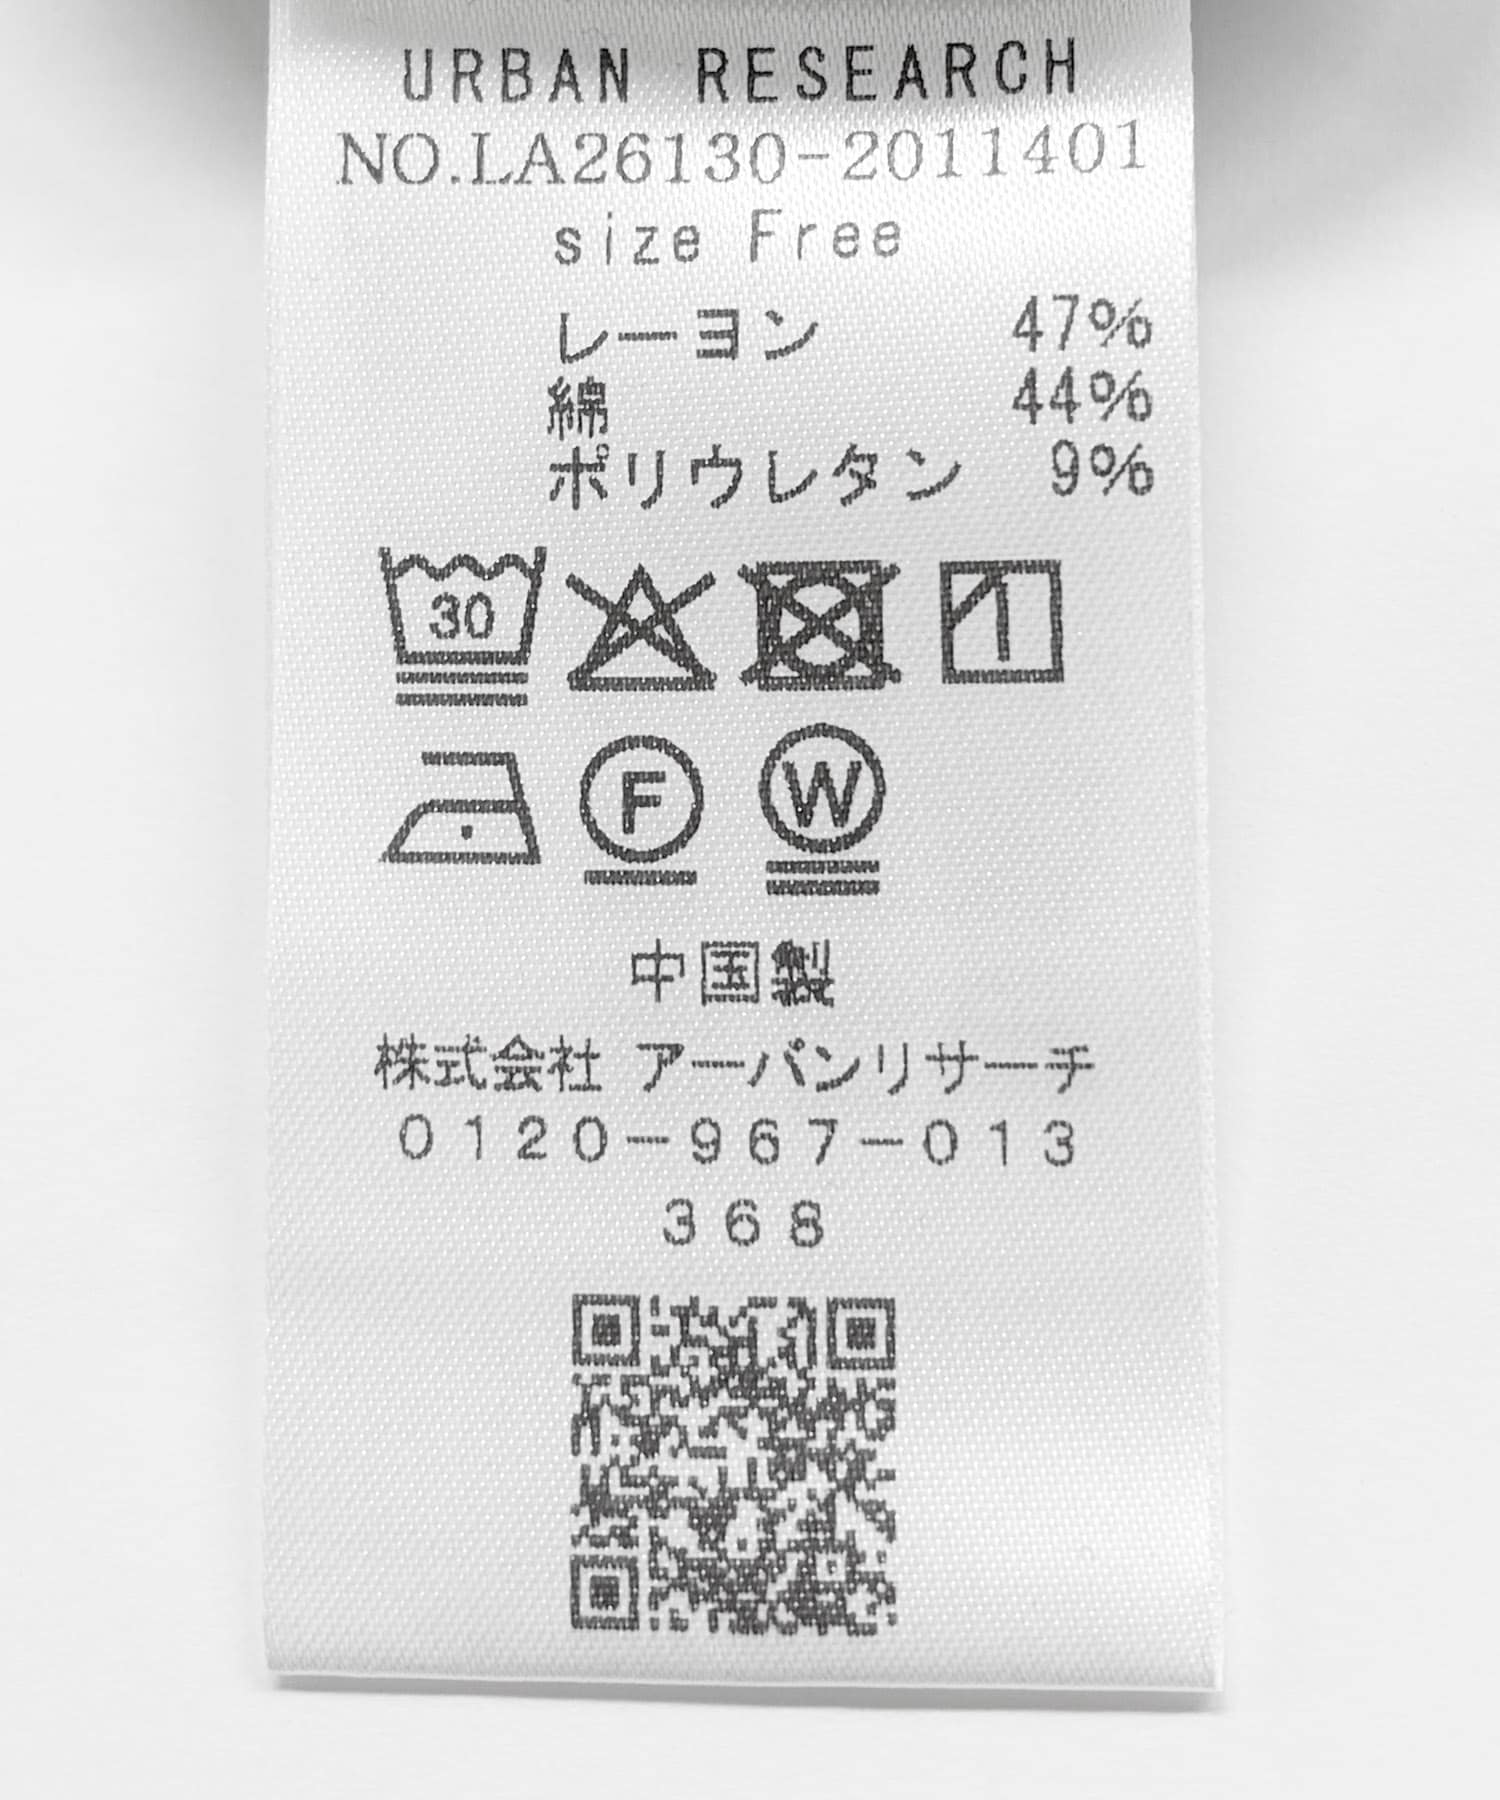 URBAN RESEARCH
NO.LA26130-2011401
size Free
レーヨン 47%
綿 44%
ポリウレタン 9%
30
F W
中国製
株式会社 アーバンリサーチ
0120-967-013
368